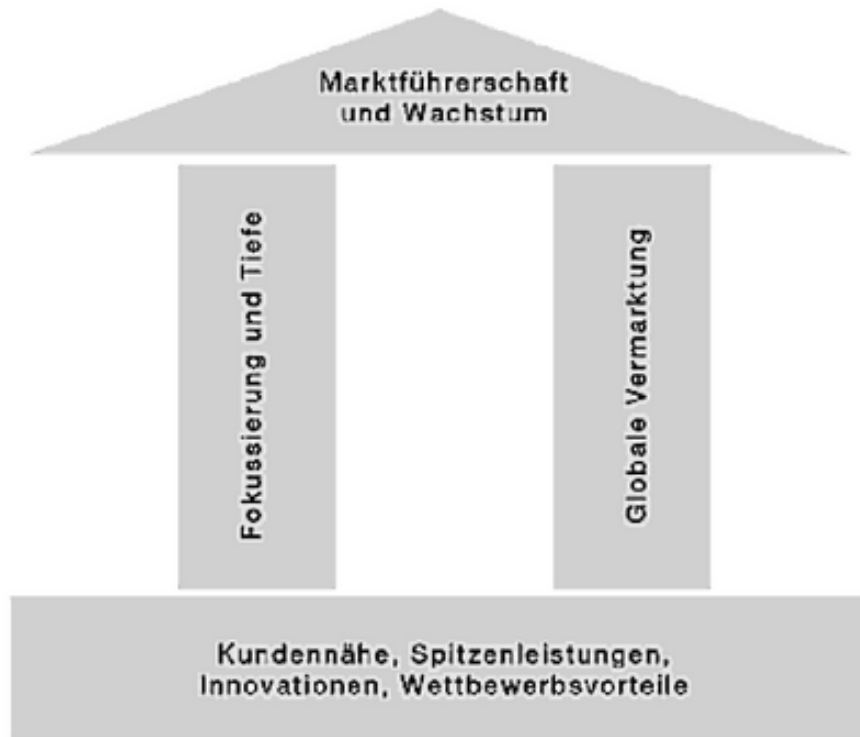 Marktführerschaft
und Wachstum
Fokussierung und Tiefe
Globale Vermarktung
Kundennähe, Spitzenleistungen,
Innovationen, Wettbewerbsvorteile